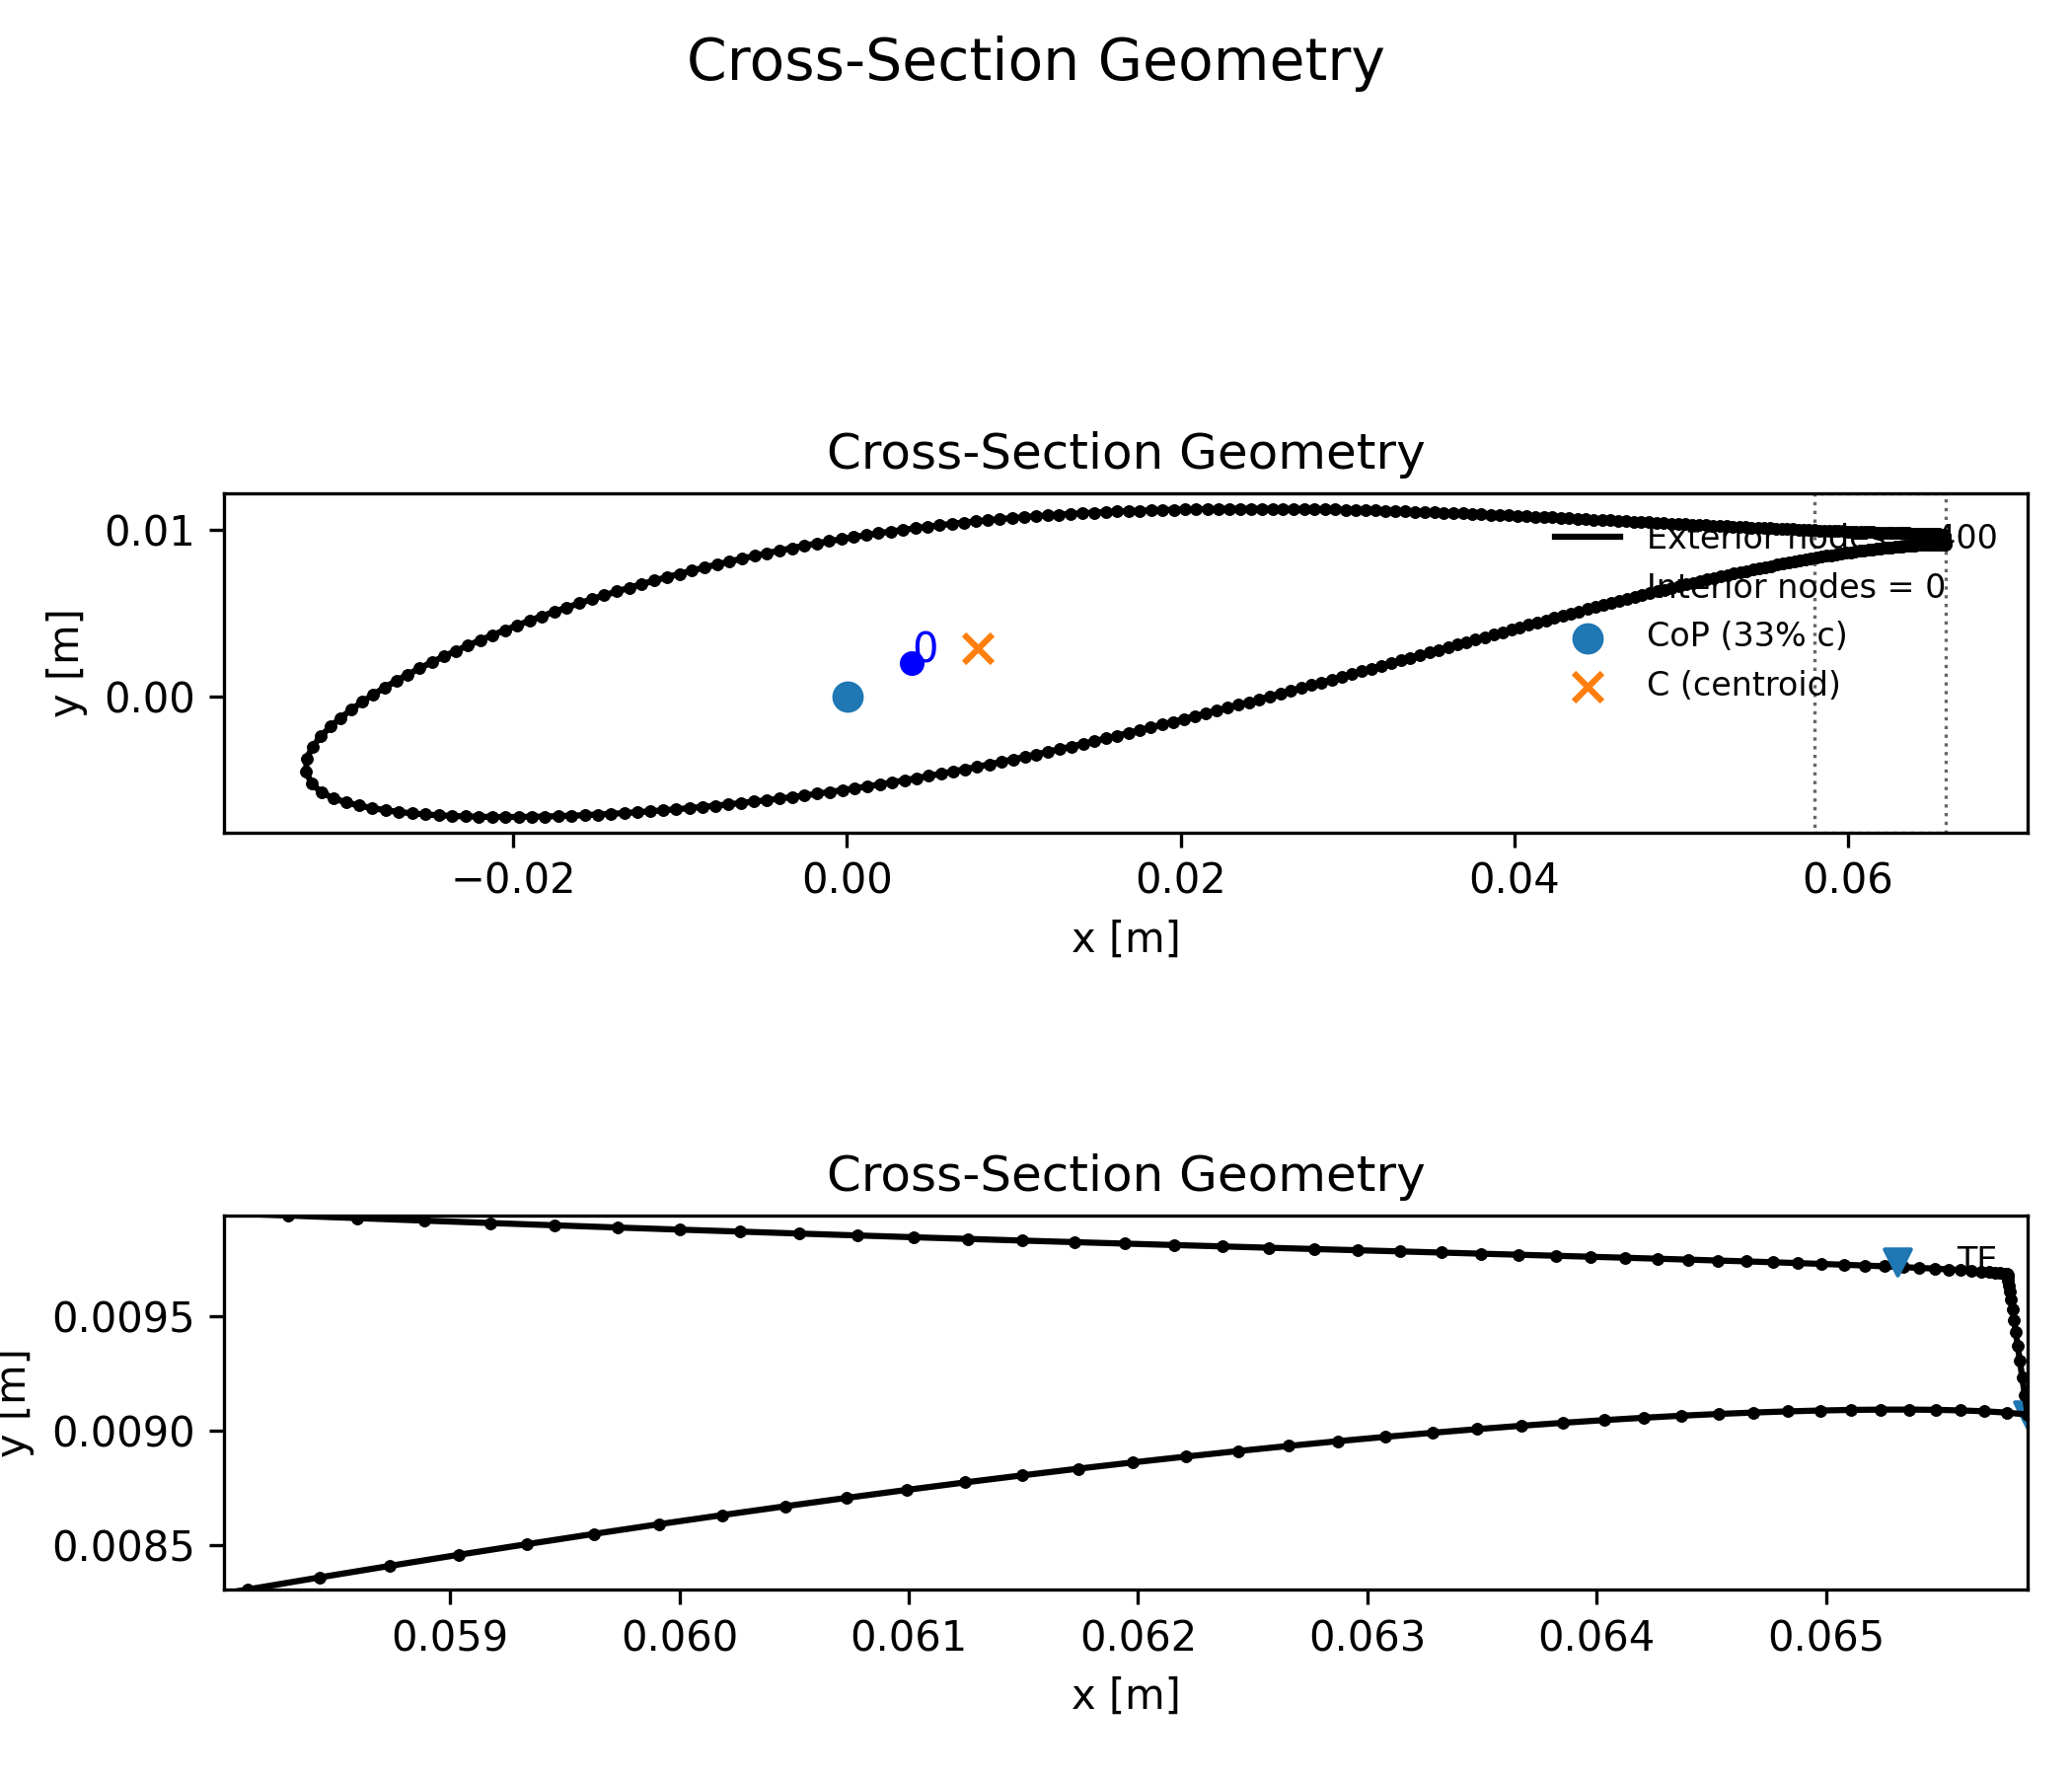 Cross-Section Geometry
Cross-Section Geometry
y [m]
0.01
0.00
0
Exterior nodes = 400
Interior nodes = 0
CoP (33% c)
C (centroid)
−0.02 0.00 0.02 0.04 0.06
x [m]
Cross-Section Geometry
y [m]
TE
0.0095
0.0090
0.0085
0.059 0.060 0.061 0.062 0.063 0.064 0.065
x [m]